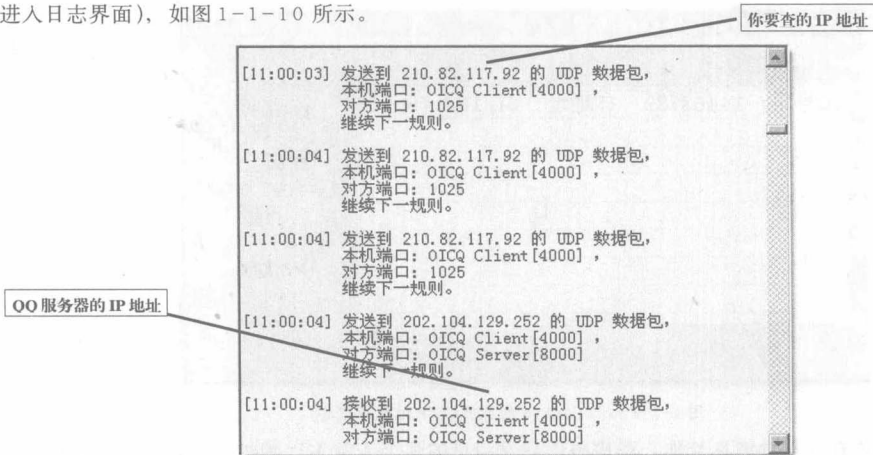 进入日志界面)，如图 1-1-10 所示。
你要查的 IP 地址
[11:00:03] 发送到 210.82.117.92 的 UDP 数据包，
本机端口：OICQ Client[4000] ，
对方端口：1025
继续下一规则。
[11:00:04] 发送到 210.82.117.92 的 UDP 数据包，
本机端口：OICQ Client[4000] ，
对方端口：1025
继续下一规则。
[11:00:04] 发送到 210.82.117.92 的 UDP 数据包，
本机端口：OICQ Client[4000] ，
对方端口：1025
继续下一规则。
QQ 服务器的 IP 地址
[11:00:04] 发送到 202.104.129.252 的 UDP 数据包，
本机端口：OICQ Client[4000] ，
对方端口：OICQ Server[8000]
继续下一规则。
[11:00:04] 接收到 202.104.129.252 的 UDP 数据包，
本机端口：OICQ Client[4000] ，
对方端口：OICQ Server[8000]